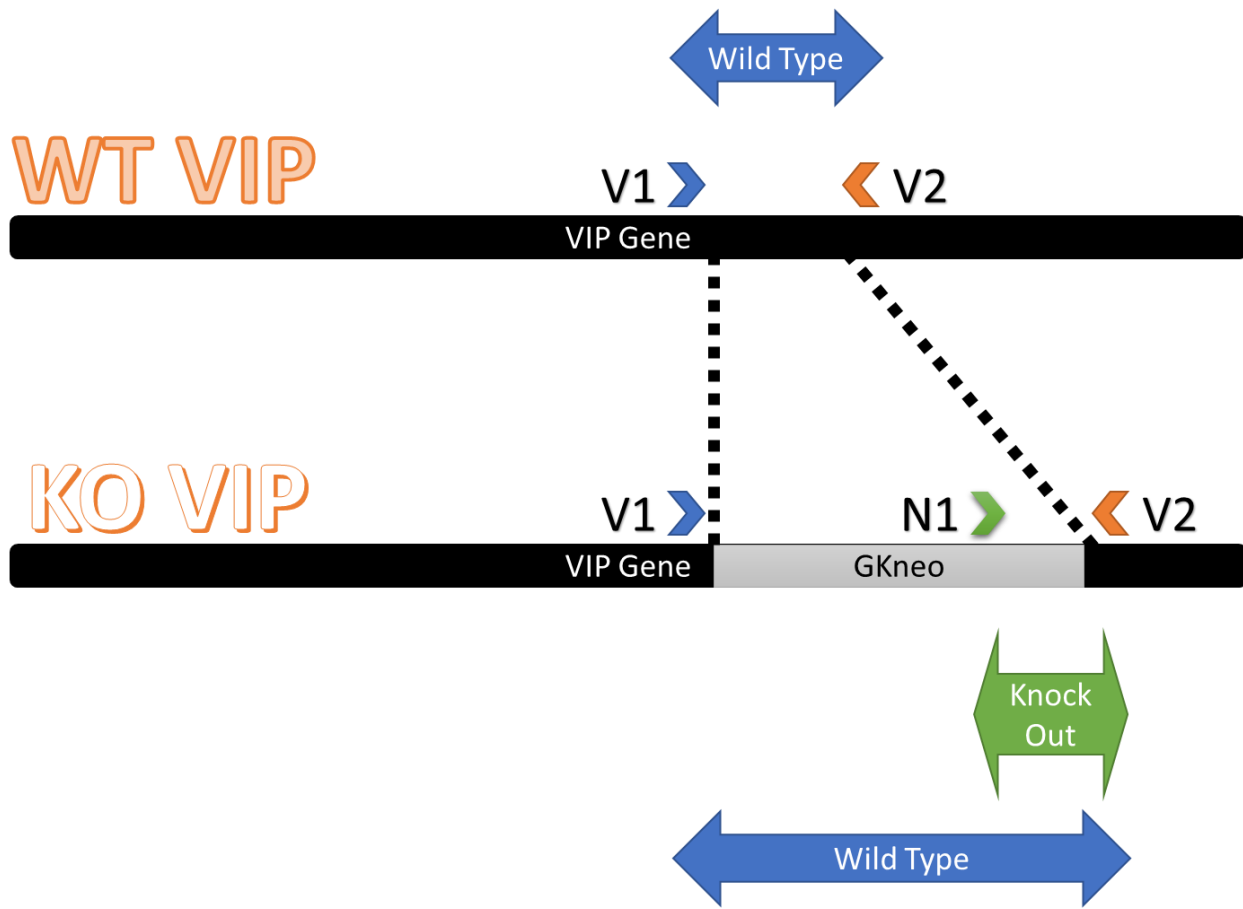 Wild Type
WT VIP
V1
V2
VIP Gene
KO VIP
V1
N1
V2
VIP Gene
GKneo
Knock
Out
Wild Type